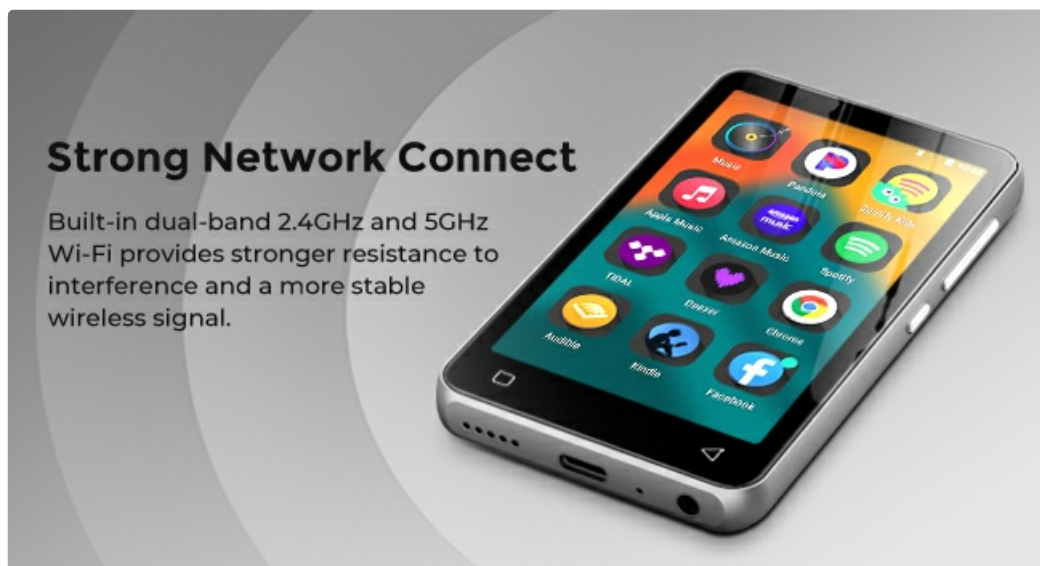 Strong Network Connect
Built-in dual-band 2.4GHz and 5GHz
Wi-Fi provides stronger resistance to
interference and a more stable
wireless signal.
Music
Pandora
Spotify Kids
Apple Music
amazon music
Amazon Music
Spotify
TIDAL
Deezer
Chrome
Audible
Kindle
Facebook